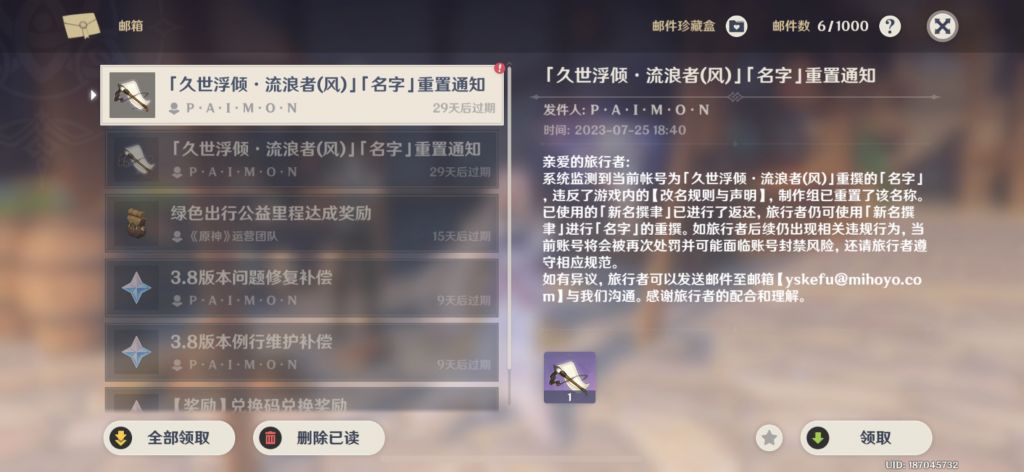 邮箱
邮件珍藏盒
邮件数 6/1000 ?
「久世浮倾·流浪者(风)」「名字」重置通知
P·A·I·M·O·N
29天后过期
「久世浮倾·流浪者(风)」「名字」重置通知
P·A·I·M·O·N
29天后过期
绿色出行公益里程达成奖励
《原神》运营团队
15天后过期
3.8版本问题修复补偿
P·A·I·M·O·N
9天后过期
3.8版本例行维护补偿
P·A·I·M·O·N
9天后过期
【奖励】兑换码兑换奖励
全部领取
删除已读
「久世浮倾·流浪者(风)」「名字」重置通知
发件人: P·A·I·M·O·N
时间: 2023-07-25 18:40
亲爱的旅行者:
系统监测到当前帐号为「久世浮倾·流浪者(风)」重撰的「名字」
，违反了游戏内的【改名规则与声明】，制作组已重置了该名称。
已使用的「新名撰聿」已进行了返还，旅行者仍可使用「新名撰
聿」进行「名字」的重撰。如旅行者后续仍出现相关违规行为，当
前账号将会被再次处罚并可能面临账号封禁风险，还请旅行者遵
守相应规范。
如有异议，旅行者可以发送邮件至邮箱【yskefu@mihoyo.co
m】与我们沟通。感谢旅行者的配合和理解。
1
领取
UID: 187045732